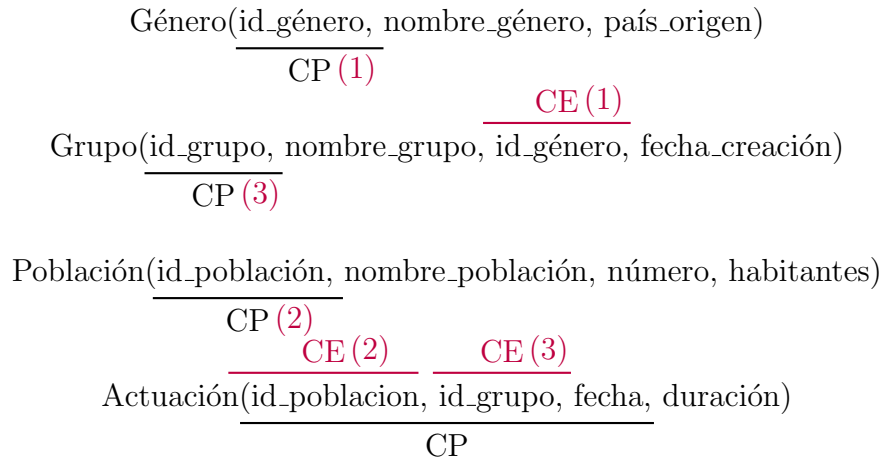 Género(id_género, nombre_género, país_origen)
CP (1)
CE (1)
Grupo(id_grupo, nombre_grupo, id_género, fecha_creación)
CP (3)
Población(id_población, nombre_población, número, habitantes)
CP (2)
CE (2) CE (3)
Actuación(id_poblacion, id_grupo, fecha, duración)
CP